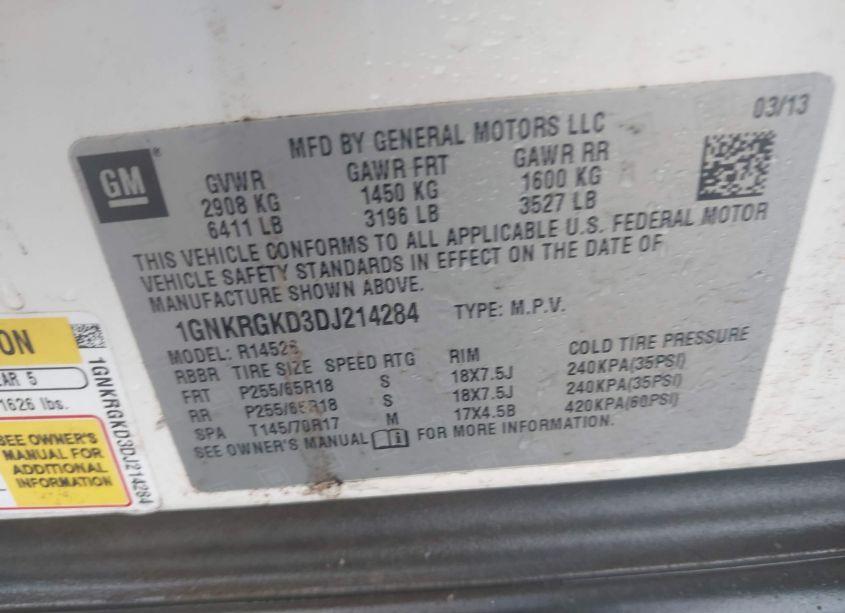 03/13
MFD BY GENERAL MOTORS LLC
GM®
GVWR GAWR FRT GAWR RR
2908 KG 1450 KG 1600 KG
6411 LB 3196 LB 3527 LB
THIS VEHICLE CONFORMS TO ALL APPLICABLE U.S. FEDERAL MOTOR
VEHICLE SAFETY STANDARDS IN EFFECT ON THE DATE OF
MANUFACTURE SHOWN ABOVE.
1GNKRGKD3DJ214284 TYPE: M.P.V.
MODEL: R14526
RBBR TIRE SIZE SPEED RTG RIM COLD TIRE PRESSURE
FRT P255/65R18 S 18X7.5J 240KPA(35PSI)
RR P255/65R18 S 18X7.5J 240KPA(35PSI)
SPA T145/70R17 M 17X4.5B 420KPA(60PSI)
SEE OWNER'S MANUAL i FOR MORE INFORMATION.
ON
AR 5
1626 lbs.
SEE OWNER'S
MANUAL FOR
ADDITIONAL
INFORMATION
1GNKRGKD3DJ214284